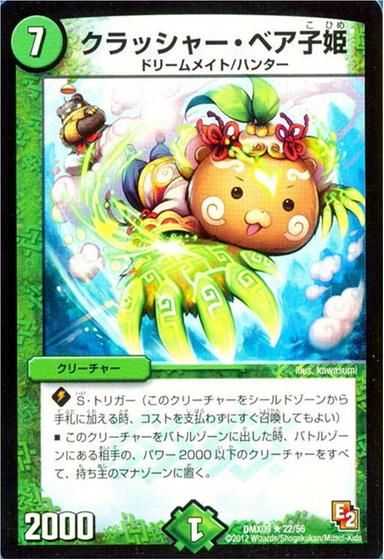 7
クラッシャー・ベア子姫
こひめ
ドリームメイト/ハンター
illus. kawasumi
クリーチャー
S・トリガー（このクリーチャーをシールドゾーンから
手札に加える時、コストを支払わずにすぐ召喚してもよい）
■ このクリーチャーをバトルゾーンに出した時、バトルゾー
ンにある相手の、パワー2000以下のクリーチャーをすべ
て、持ち主のマナゾーンに置く。
2000
1
DMX09 ★ 22/56
©2012 Wizards/Shogakukan/Mitsui-Kids
E2